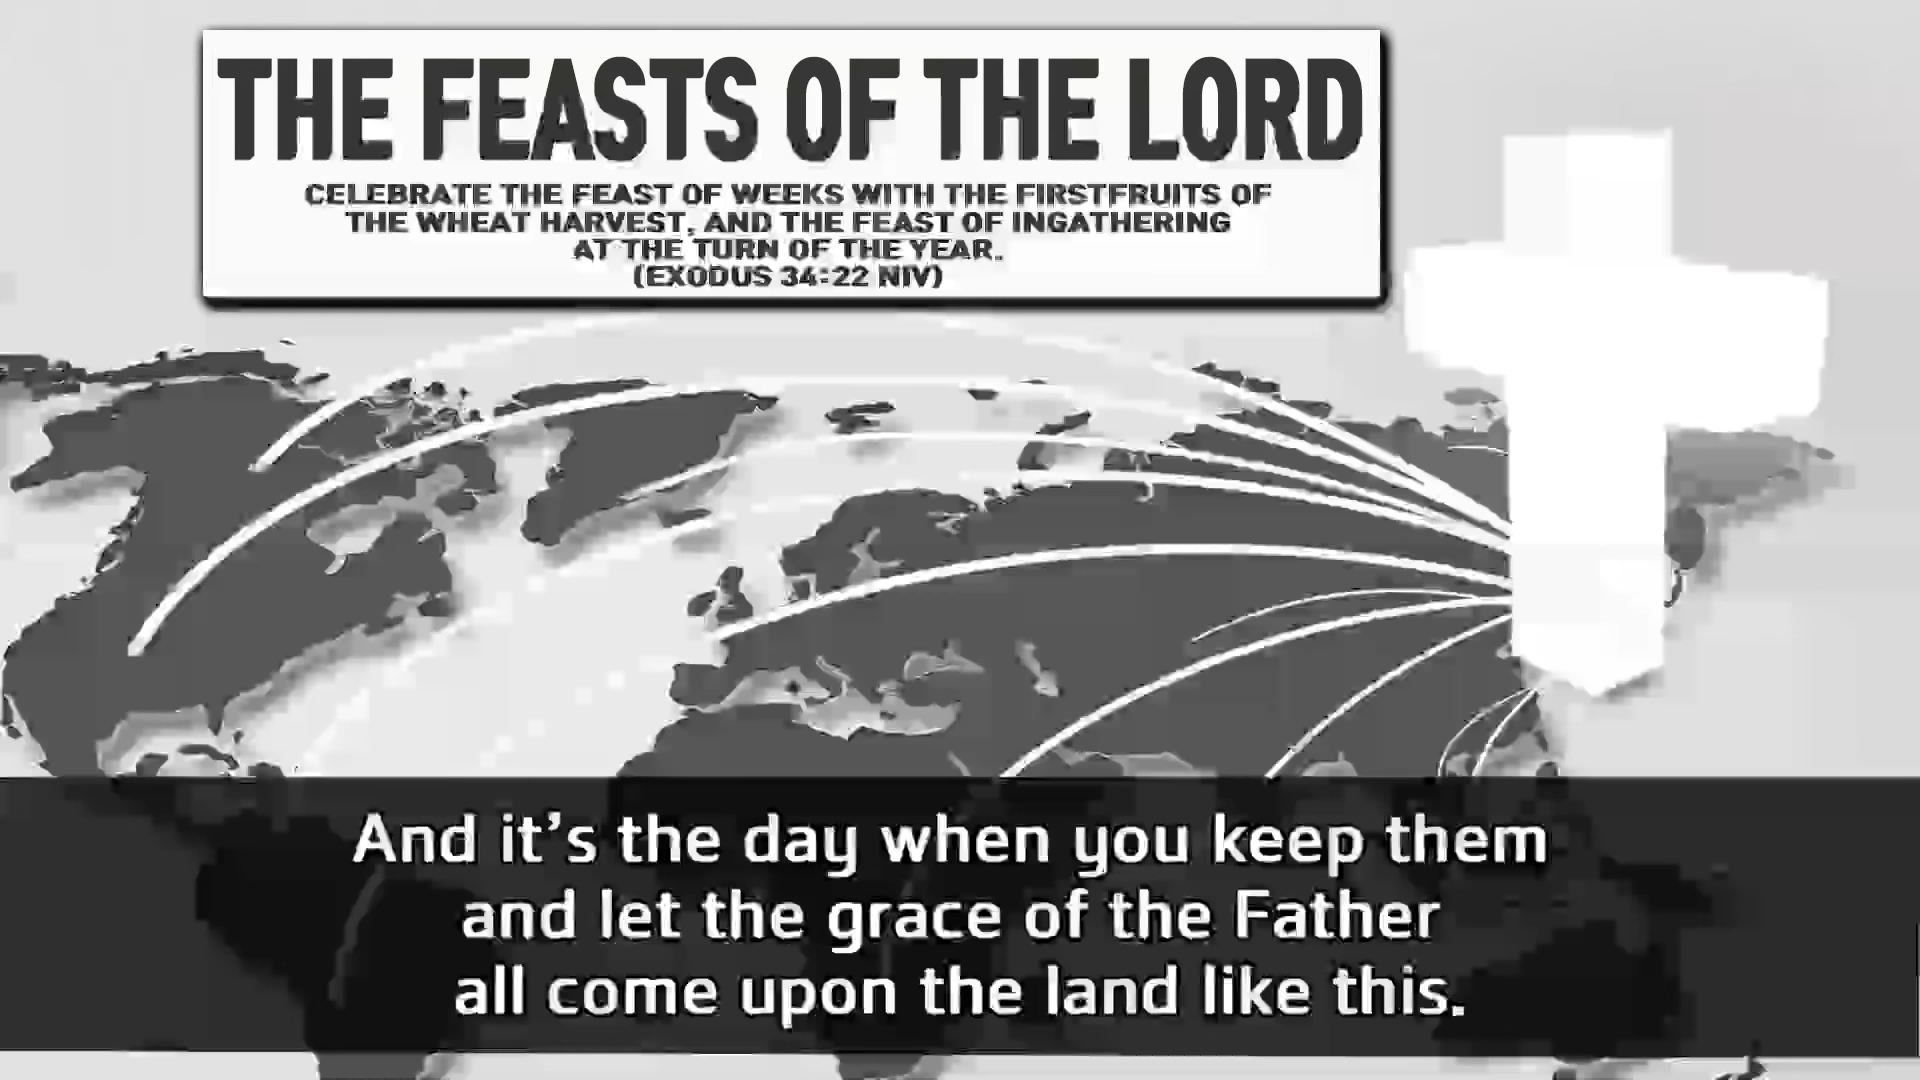 THE FEASTS OF THE LORD
CELEBRATE THE FEAST OF WEEKS WITH THE FIRSTFRUITS OF
THE WHEAT HARVEST, AND THE FEAST OF INGATHERING
AT THE TURN OF THE YEAR.
(EXODUS 34:22 NIV)
And it's the day when you keep them
and let the grace of the Father
all come upon the land like this.